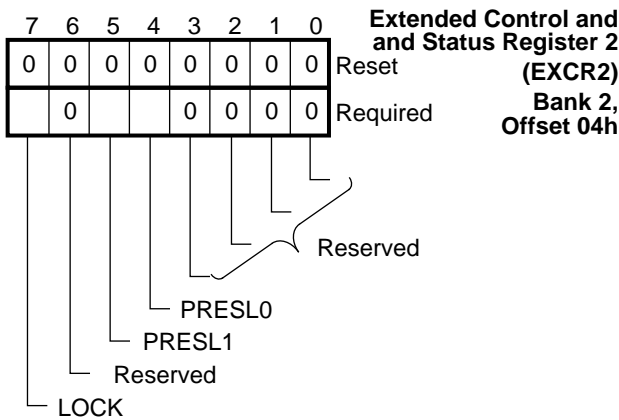 7 6 5 4 3 2 1 0
Extended Control and
and Status Register 2
(EXCR2)
Bank 2,
Offset 04h
0 0 0 0 0 0 0 0 Reset
0 0 0 0 0 Required
Reserved
PRESL0
PRESL1
Reserved
LOCK